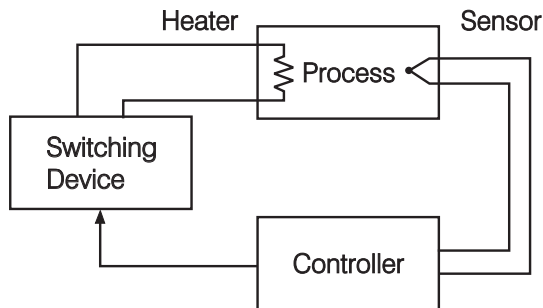 Heater
Sensor
Process
Switching
Device
Controller